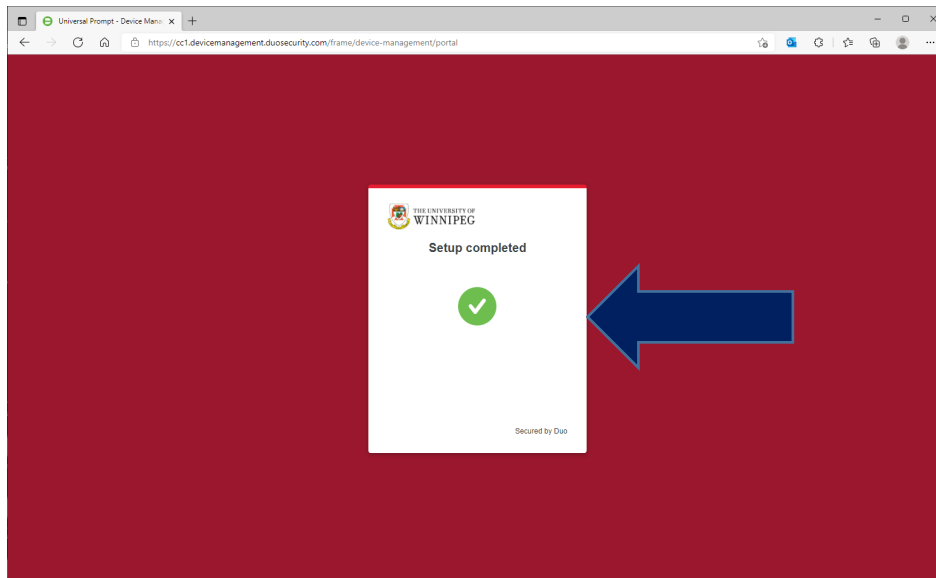 Universal Prompt - Device Mana
https://cc1.devicemanagement.duosecurity.com/frame/device-management/portal
THE UNIVERSITY OF
WINNIPEG
Setup completed
Secured by Duo